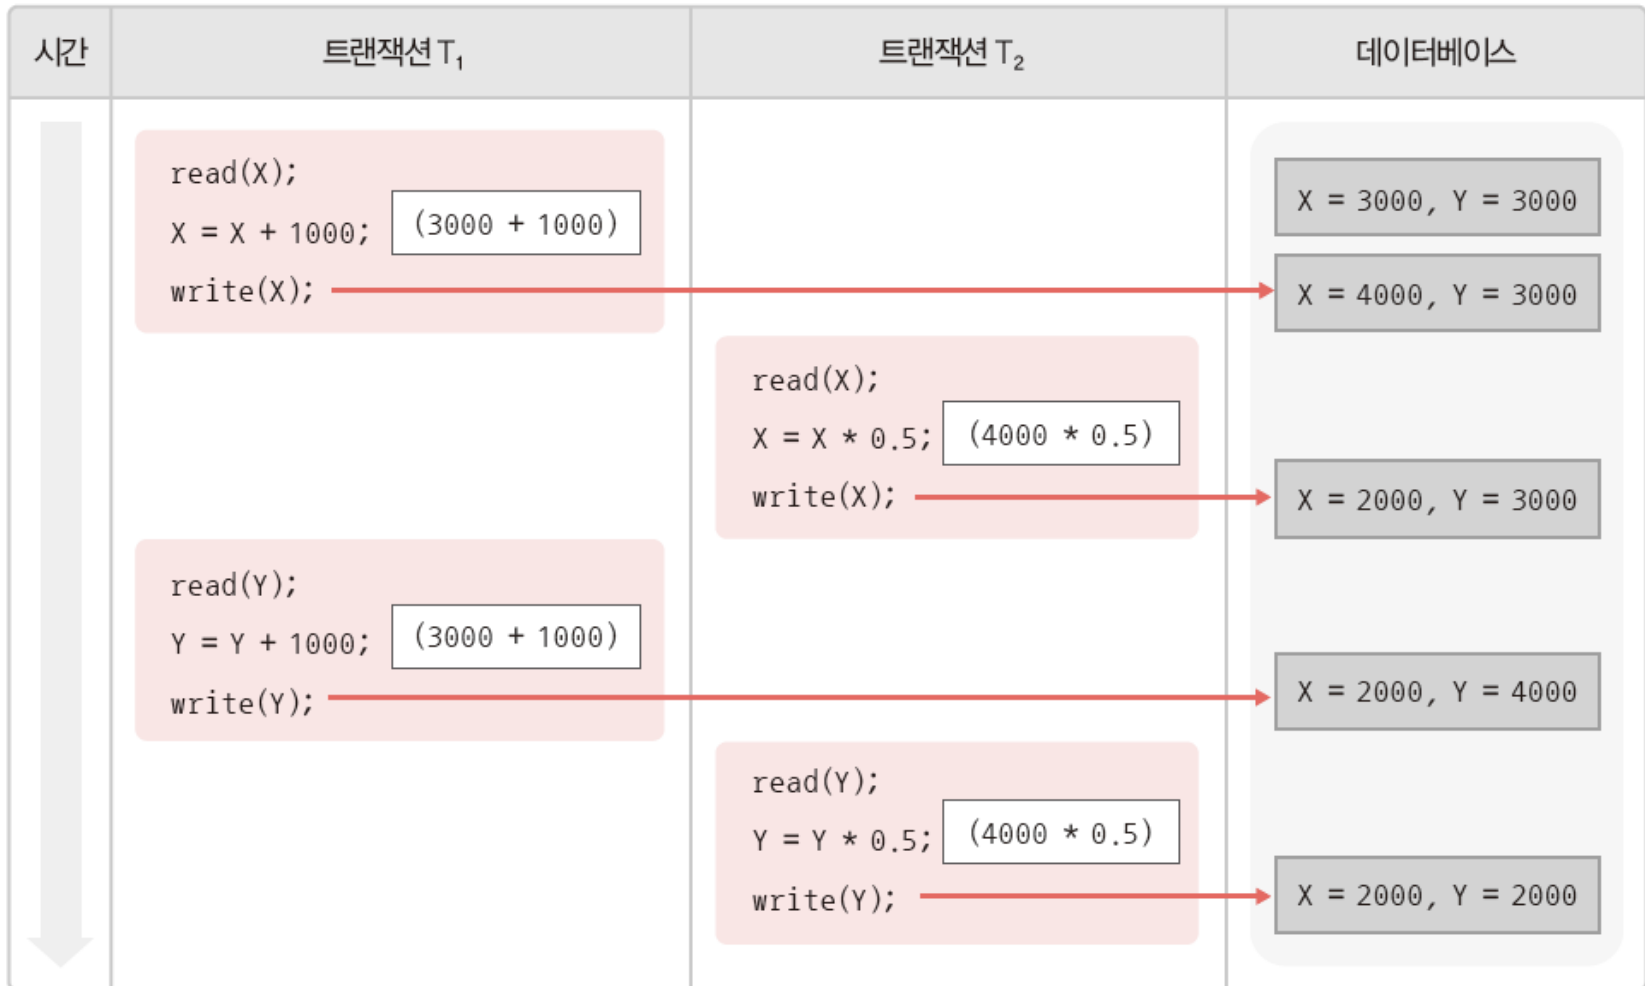 시간 트랜잭션 T₁ 트랜잭션 T₂ 데이터베이스
read(X);
X = X + 1000; (3000 + 1000)
write(X);
X = 3000, Y = 3000
X = 4000, Y = 3000
read(X);
X = X * 0.5; (4000 * 0.5)
write(X);
X = 2000, Y = 3000
read(Y);
Y = Y + 1000; (3000 + 1000)
write(Y);
X = 2000, Y = 4000
read(Y);
Y = Y * 0.5; (4000 * 0.5)
write(Y);
X = 2000, Y = 2000